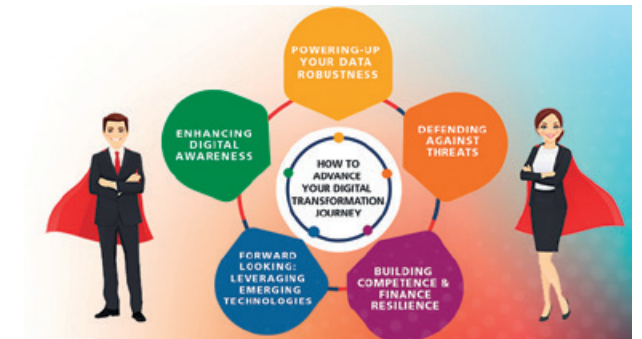 POWERING-UP
YOUR DATA
ROBUSTNESS
ENHANCING
DIGITAL
AWARENESS
DEFENDING
AGAINST
THREATS
HOW TO
ADVANCE
YOUR DIGITAL
TRANSFORMATION
JOURNEY
FORWARD
LOOKING:
LEVERAGING
EMERGING
TECHNOLOGIES
BUILDING
COMPETENCE &
FINANCE
RESILIENCE